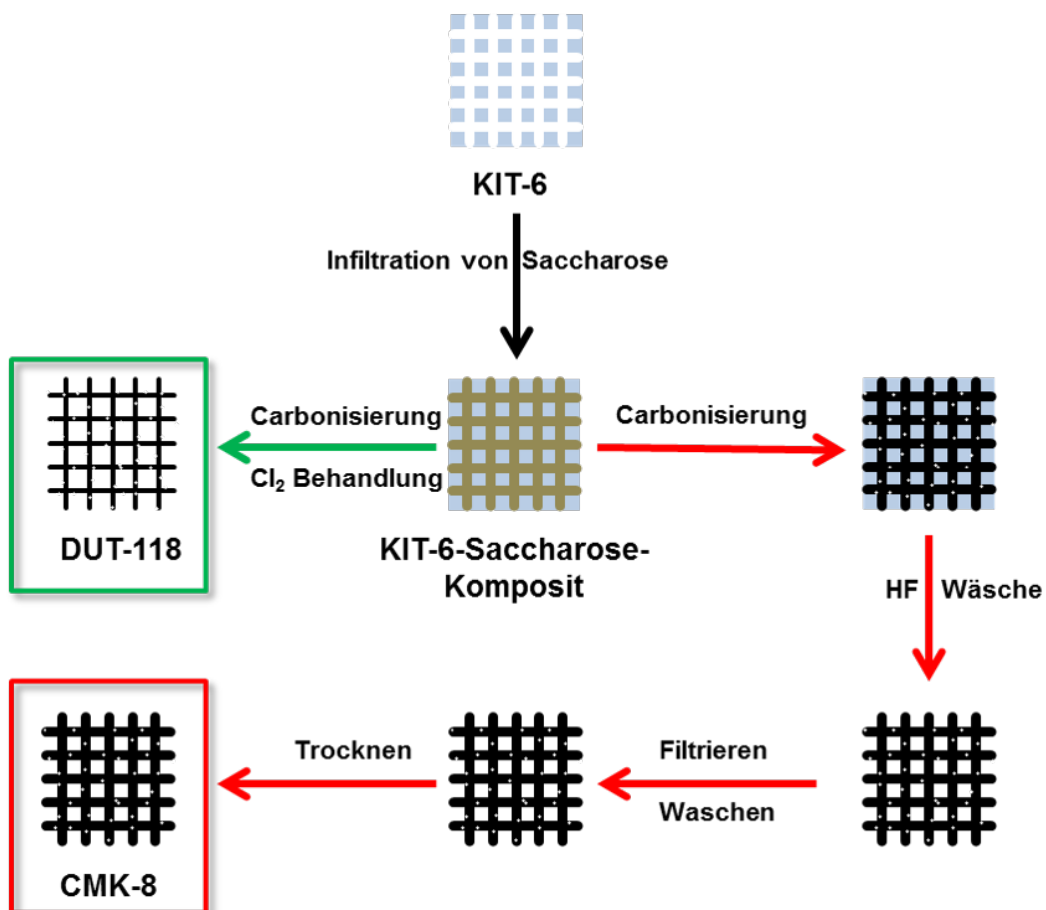 KIT-6
Infiltration von Saccharose
Carbonisierung
Cl₂ Behandlung
Carbonisierung
DUT-118
KIT-6-Saccharose-
Komposit
HF Wäsche
Trocknen
Filtrieren
Waschen
CMK-8